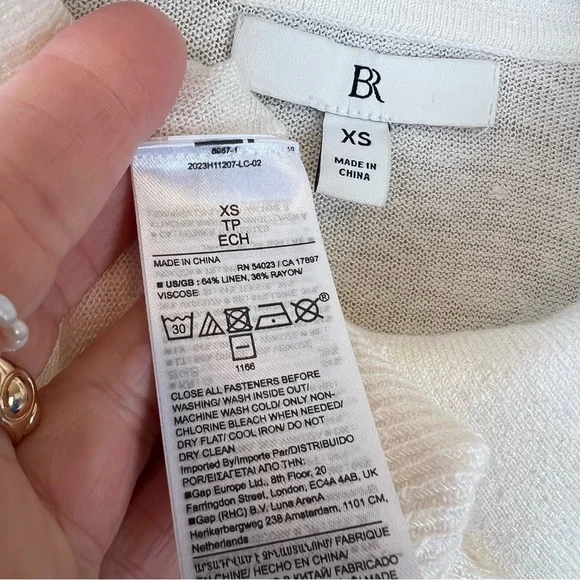 BR
XS
MADE IN
CHINA
5957-1
2023H11207-LC-02
XS
TP
ECH
MADE IN CHINA RN 54023 / CA 17897
■ US/GB : 64% LINEN, 36% RAYON/
VISCOSE
30
1166
CLOSE ALL FASTENERS BEFORE
WASHING/ WASH INSIDE OUT/
MACHINE WASH COLD/ ONLY NON-
CHLORINE BLEACH WHEN NEEDED/
DRY FLAT/ COOL IRON/ DO NOT
DRY CLEAN
Imported By/Importe Par/DISTRIBUIDO
POR/ΕΙΣΑΓΕΤΑΙ ΑΠΟ ΤΗΝ:
■Gap Europe Ltd., 8th Floor, 20
Farringdon Street, London, EC4A 4AB, UK
■Gap (RHC) B.V. Luna ArenA
Herikerbergweg 238 Amsterdam, 1101 CM,
Netherlands
FABRIQUE
EN CHINE/ HECHO EN CHINA/
В КИТАЕ/ FABRICADO